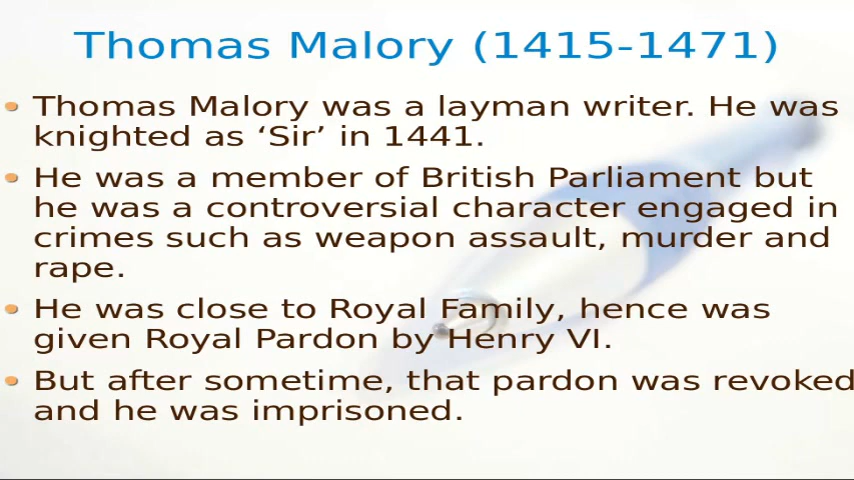 Thomas Malory (1415-1471)
• Thomas Malory was a layman writer. He was
knighted as ‘Sir’ in 1441.
• He was a member of British Parliament but
he was a controversial character engaged in
crimes such as weapon assault, murder and
rape.
• He was close to Royal Family, hence was
given Royal Pardon by Henry VI.
• But after sometime, that pardon was revoked
and he was imprisoned.